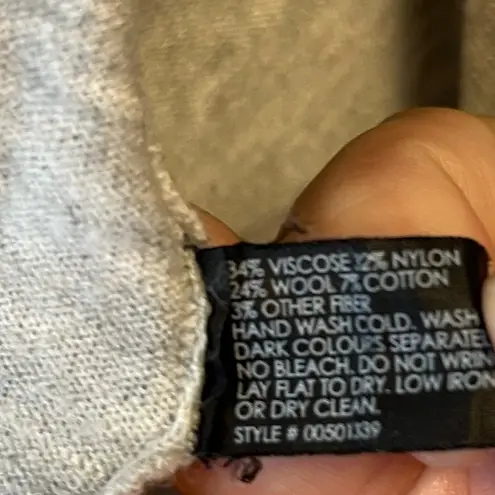 34% VISCOSE 32% NYLON
24% WOOL 7% COTTON
3% OTHER FIBER
HAND WASH COLD. WASH
DARK COLOURS SEPARATEL
NO BLEACH. DO NOT WRIN
LAY FLAT TO DRY. LOW IRON
OR DRY CLEAN.
STYLE # 00501339